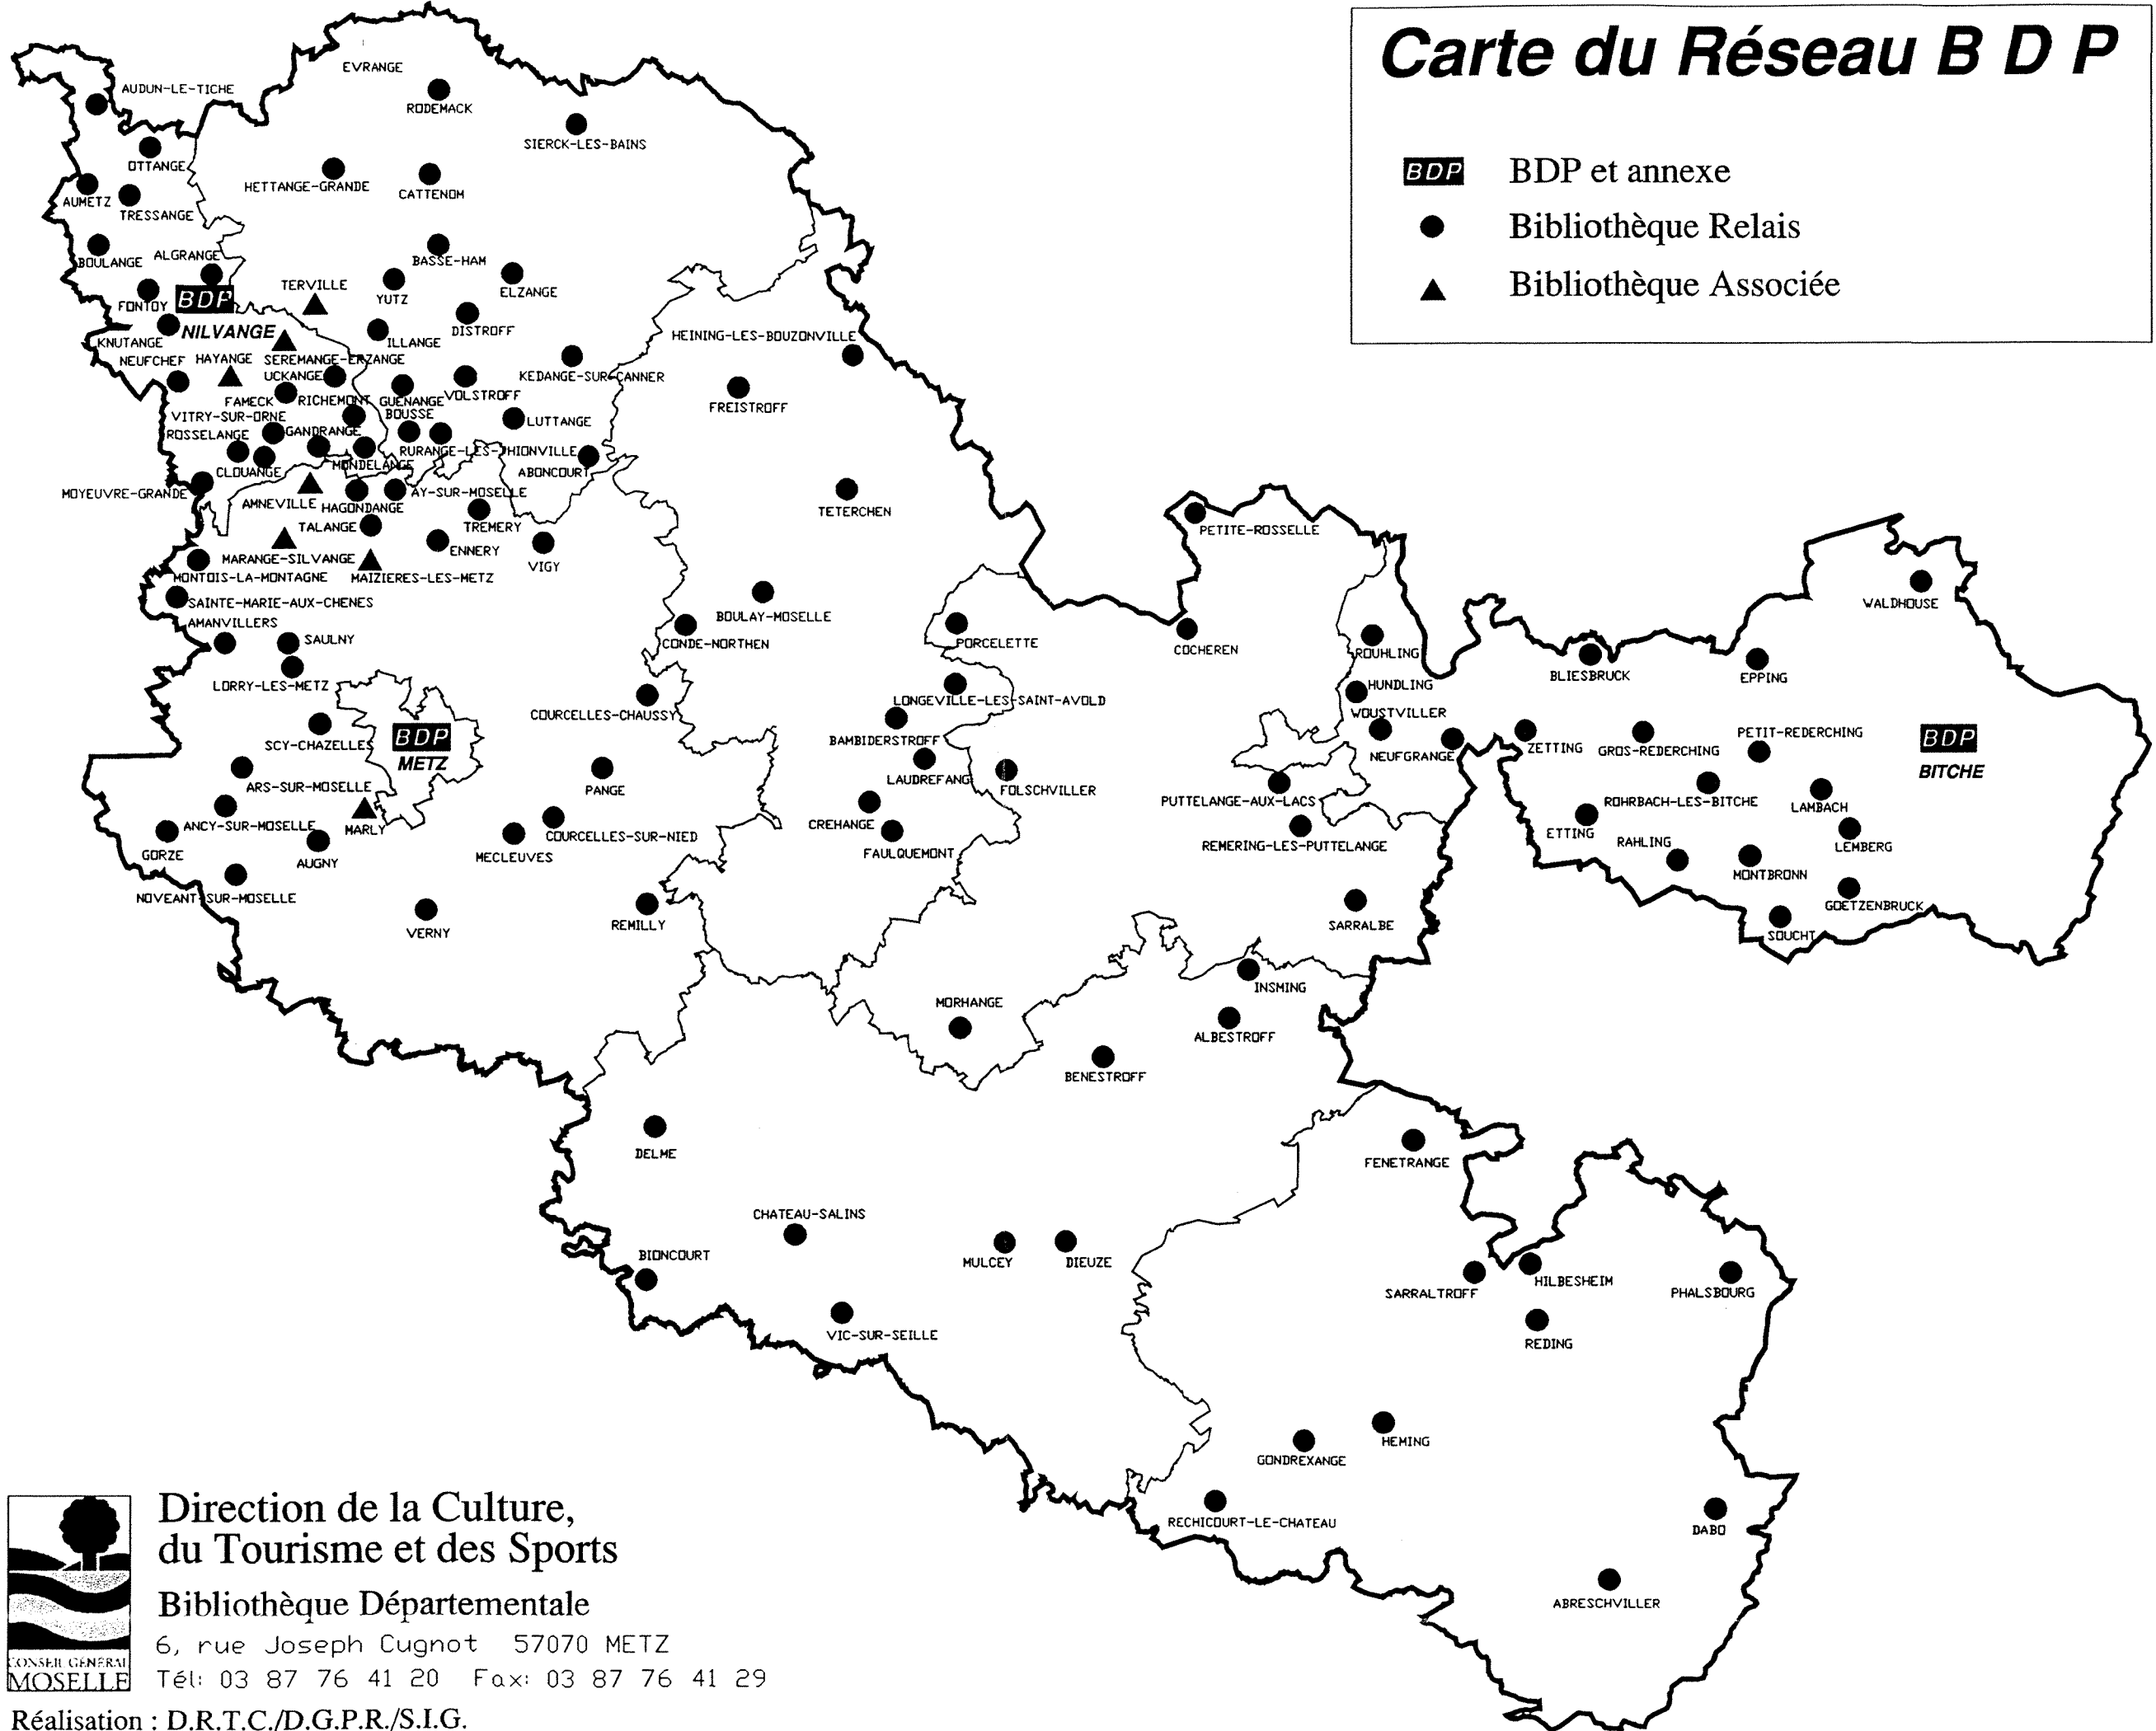 Carte du Réseau B D P
BDP BDP et annexe
Bibliothèque Relais
Bibliothèque Associée
EVRANGE
AUDUN-LE-TICHE
RODEMACK
SIERCK-LES-BAINS
OTTANGE
HETTANGE-GRANDE
CATTENOM
AUMETZ
TRESSANGE
BOULANGE
ALGRANGE
BASSE-HAM
TERVILLE
YUTZ
ELZANGE
FONTOY
BDP
NILVANGE
DISTROFF
KNUTANGE
ILLANGE
HEINING-LES-BOUZONVILLE
NEUFCHEF
HAYANGE
SEREMANGE-ERZANGE
UCKANGE
KEDANGE-SUR-CANNER
FAMECK
RICHEMONT
GUENANGE
VOLSTROFF
FREISTROFF
VITRY-SUR-ORNE
BOUSSE
LUTTANGE
ROSSELANGE
GANDRANGE
RURANGE-LES-THIONVILLE
CLOUANGE
MONDELANGE
ABONCOURT
MOYEUVRE-GRANDE
AMNEVILLE
HAGONDANGE
AY-SUR-MOSELLE
TETERCHEN
TALANGE
TREMERY
PETITE-ROSSELLE
MARANGE-SILVANGE
ENNERY
VIGY
MONTOIS-LA-MONTAGNE
MAIZIERES-LES-METZ
SAINTE-MARIE-AUX-CHENES
WALDHOUSE
AMANVILLERS
BOULAY-MOSELLE
SAULNY
CONDE-NORTHEN
PORCELETTE
COCHEREN
ROUHLING
LORRY-LES-METZ
BLIESBRUCK
EPPING
HUNDLING
COURCELLES-CHAUSSY
LONGEVILLE-LES-SAINT-AVOLD
WOUSTVILLER
SCY-CHAZELLES
BDP
METZ
BAMBIDERSTROFF
NEUFGRANGE
ZETTING
GROS-REDERCHING
PETIT-REDERCHING
BDP
BITCHE
ARS-SUR-MOSELLE
PANGE
LAUDREFANG
FOLSCHVILLER
PUTTELANGE-AUX-LACS
ROHRBACH-LES-BITCHE
LAMBACH
ANCY-SUR-MOSELLE
MARLY
CREHANGE
COURCELLES-SUR-NIED
ETTING
GORZE
AUGNY
MECLEUVES
FAULQUEMONT
REMERING-LES-PUTTELANGE
RAHLING
LEMBERG
MONTBRONN
NOVEANT-SUR-MOSELLE
GOETZENBRUCK
VERNY
REMILLY
SARRALBE
SOUCHT
INSMING
MORHANGE
ALBESTROFF
BENESTROFF
DELME
FENETRANGE
CHATEAU-SALINS
BIONCOURT
MULCEY
DIEUZE
SARRALTROFF
HILBESHEIM
PHALSBOURG
VIC-SUR-SEILLE
REDING
HEMING
GONDREXANGE
RECHICOURT-LE-CHATEAU
DABO
ABRESCHVILLER
Direction de la Culture,
du Tourisme et des Sports
Bibliothèque Départementale
6, rue Joseph Cugnot 57070 METZ
Tél: 03 87 76 41 20 Fax: 03 87 76 41 29
CONSEIL GENERAL
MOSELLE
Réalisation : D.R.T.C./D.G.P.R./S.I.G.